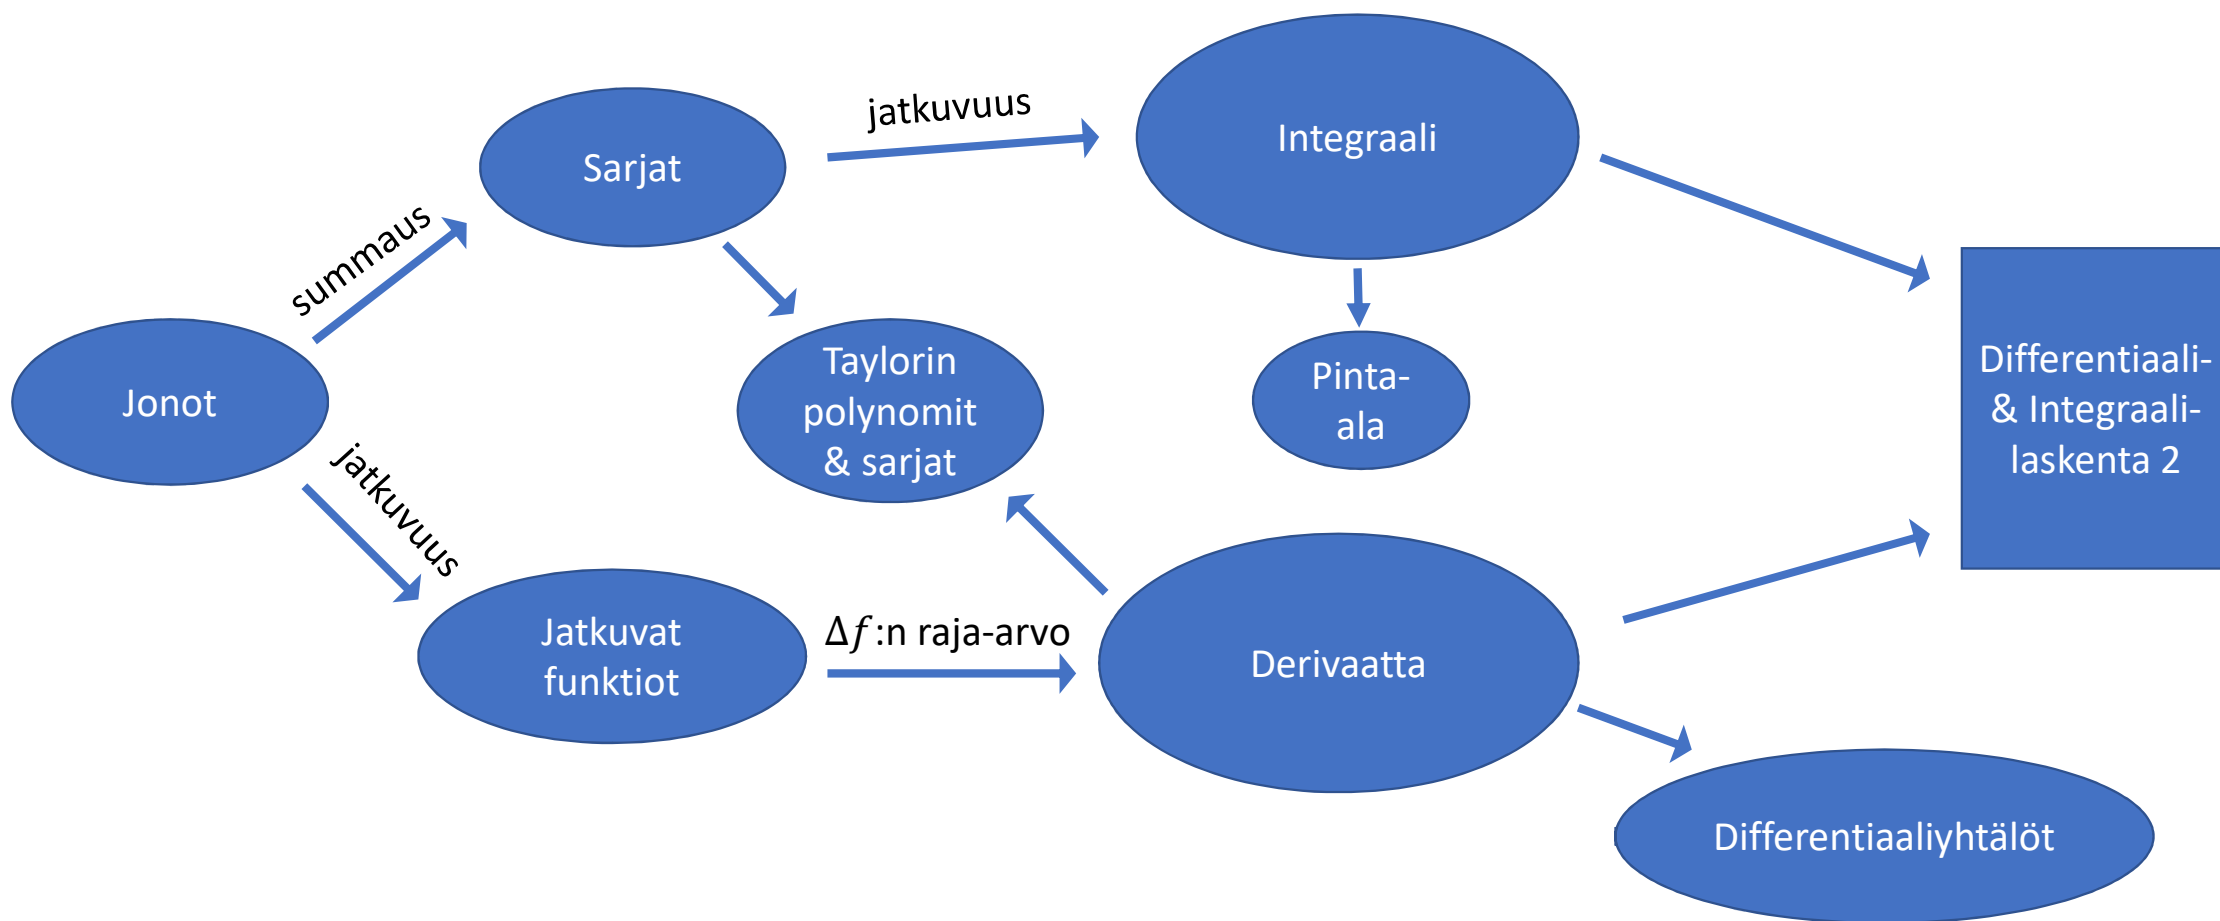 jatkuvuus
Integraali
Sarjat
summaus
Jonot
Taylorin
polynomit
& sarjat
Pinta-
ala
Differentiaali-
& Integraali-
laskenta 2
jatkuvuus
Jatkuvat
funktiot
Δf:n raja-arvo
Derivaatta
Differentiaaliyhtälöt